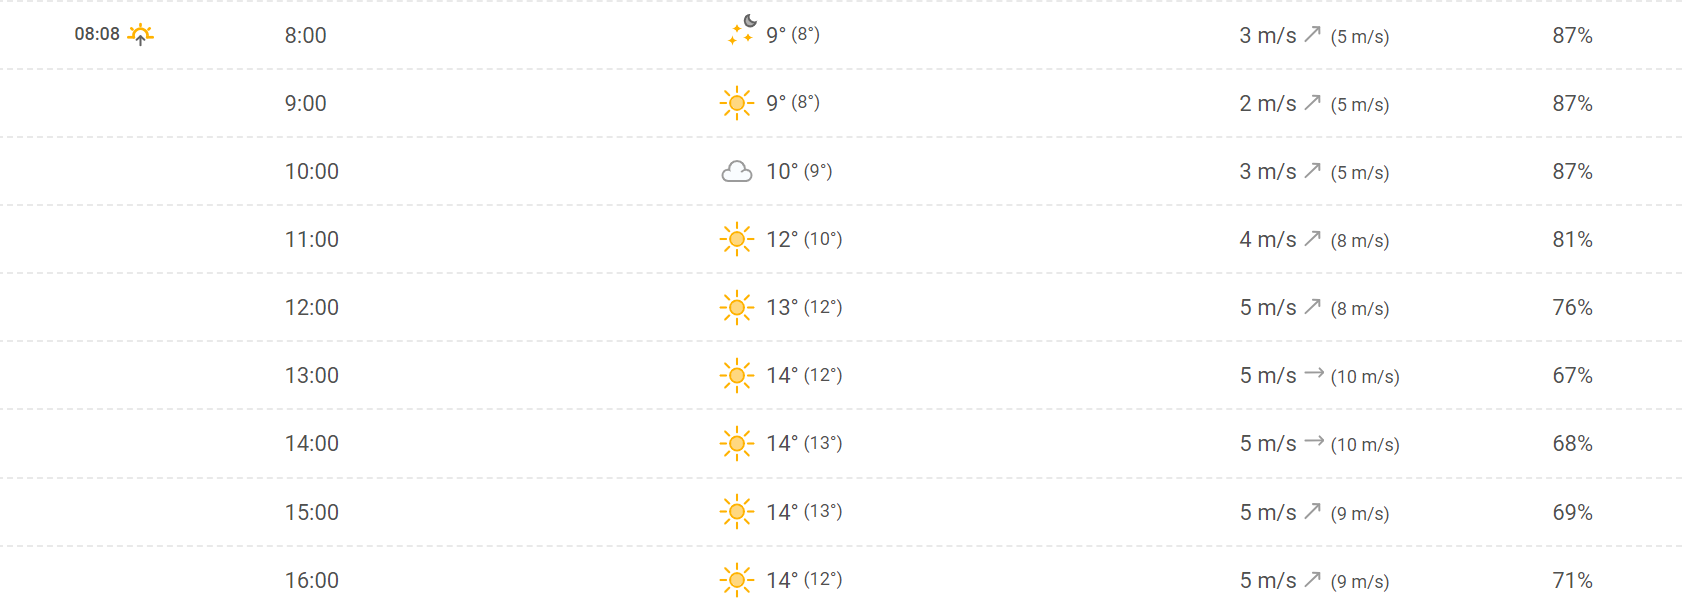 08:08 8:00 9° (8°) 3 m/s (5 m/s) 87%
9:00 9° (8°) 2 m/s (5 m/s) 87%
10:00 10° (9°) 3 m/s (5 m/s) 87%
11:00 12° (10°) 4 m/s (8 m/s) 81%
12:00 13° (12°) 5 m/s (8 m/s) 76%
13:00 14° (12°) 5 m/s (10 m/s) 67%
14:00 14° (13°) 5 m/s (10 m/s) 68%
15:00 14° (13°) 5 m/s (9 m/s) 69%
16:00 14° (12°) 5 m/s (9 m/s) 71%